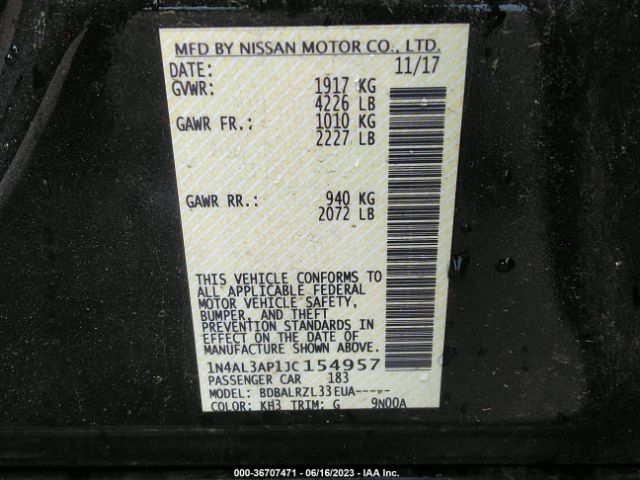 MFD BY NISSAN MOTOR CO., LTD.
DATE: 11/17
GVWR: 1917 KG
4226 LB
GAWR FR.: 1010 KG
2227 LB
GAWR RR.: 940 KG
2072 LB
THIS VEHICLE CONFORMS TO
ALL APPLICABLE FEDERAL
MOTOR VEHICLE SAFETY,
BUMPER, AND THEFT
PREVENTION STANDARDS IN
EFFECT ON THE DATE OF
MANUFACTURE SHOWN ABOVE.
1N4AL3AP1JC154957
PASSENGER CAR 183
MODEL: BDBALRZL33EUA-----
COLOR: KH3 TRIM: G 9N00A
000-36707471 - 06/16/2023 - IAA Inc.